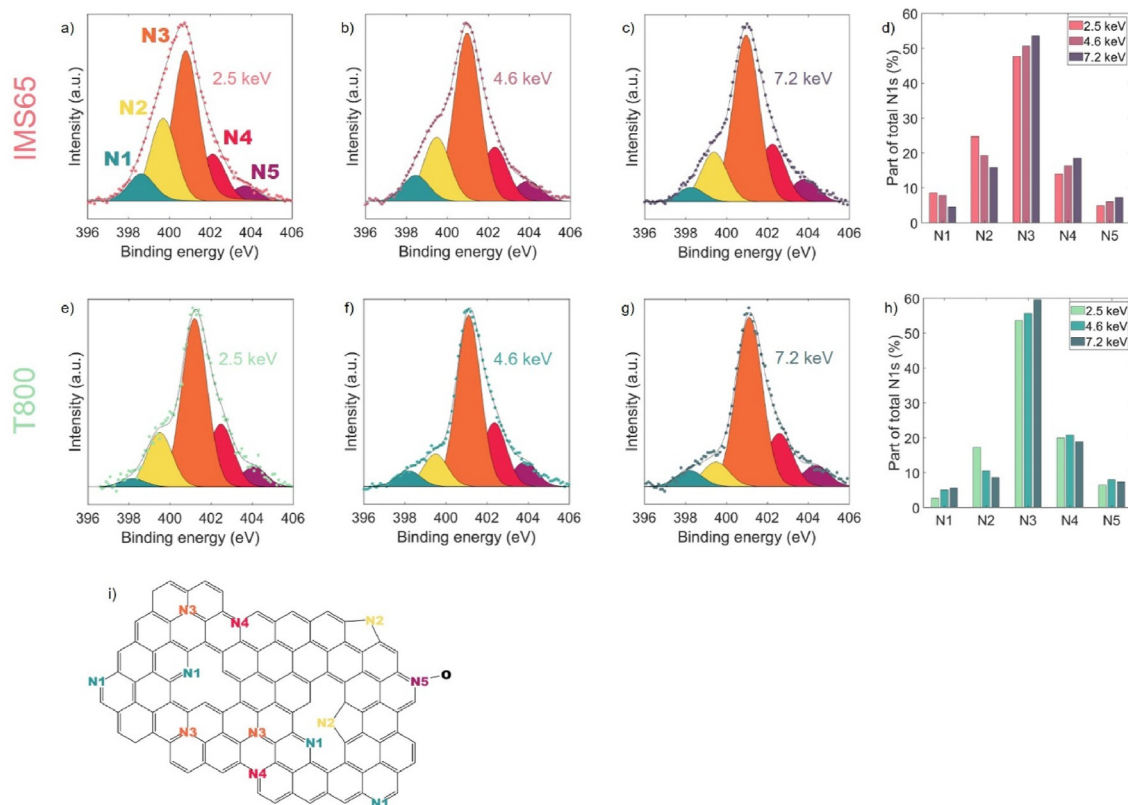 IMS65
a)
N3
N2
N1
N4
N5
2.5 keV
Intensity (a.u.)
396 398 400 402 404 406
Binding energy (eV)
b)
4.6 keV
Intensity (a.u.)
396 398 400 402 404 406
Binding energy (eV)
c)
7.2 keV
Intensity (a.u.)
396 398 400 402 404 406
Binding energy (eV)
d)
2.5 keV
4.6 keV
7.2 keV
Part of total N1s (%)
60
50
40
30
20
10
0
N1 N2 N3 N4 N5
T800
e)
2.5 keV
Intensity (a.u.)
396 398 400 402 404 406
Binding energy (eV)
f)
4.6 keV
Intensity (a.u.)
396 398 400 402 404 406
Binding energy (eV)
g)
7.2 keV
Intensity (a.u.)
396 398 400 402 404 406
Binding energy (eV)
h)
2.5 keV
4.6 keV
7.2 keV
Part of total N1s (%)
60
50
40
30
20
10
0
N1 N2 N3 N4 N5
i)
N3
N4
N2
N1
N1
N5
O
N3
N3
N2
N1
N4
N1